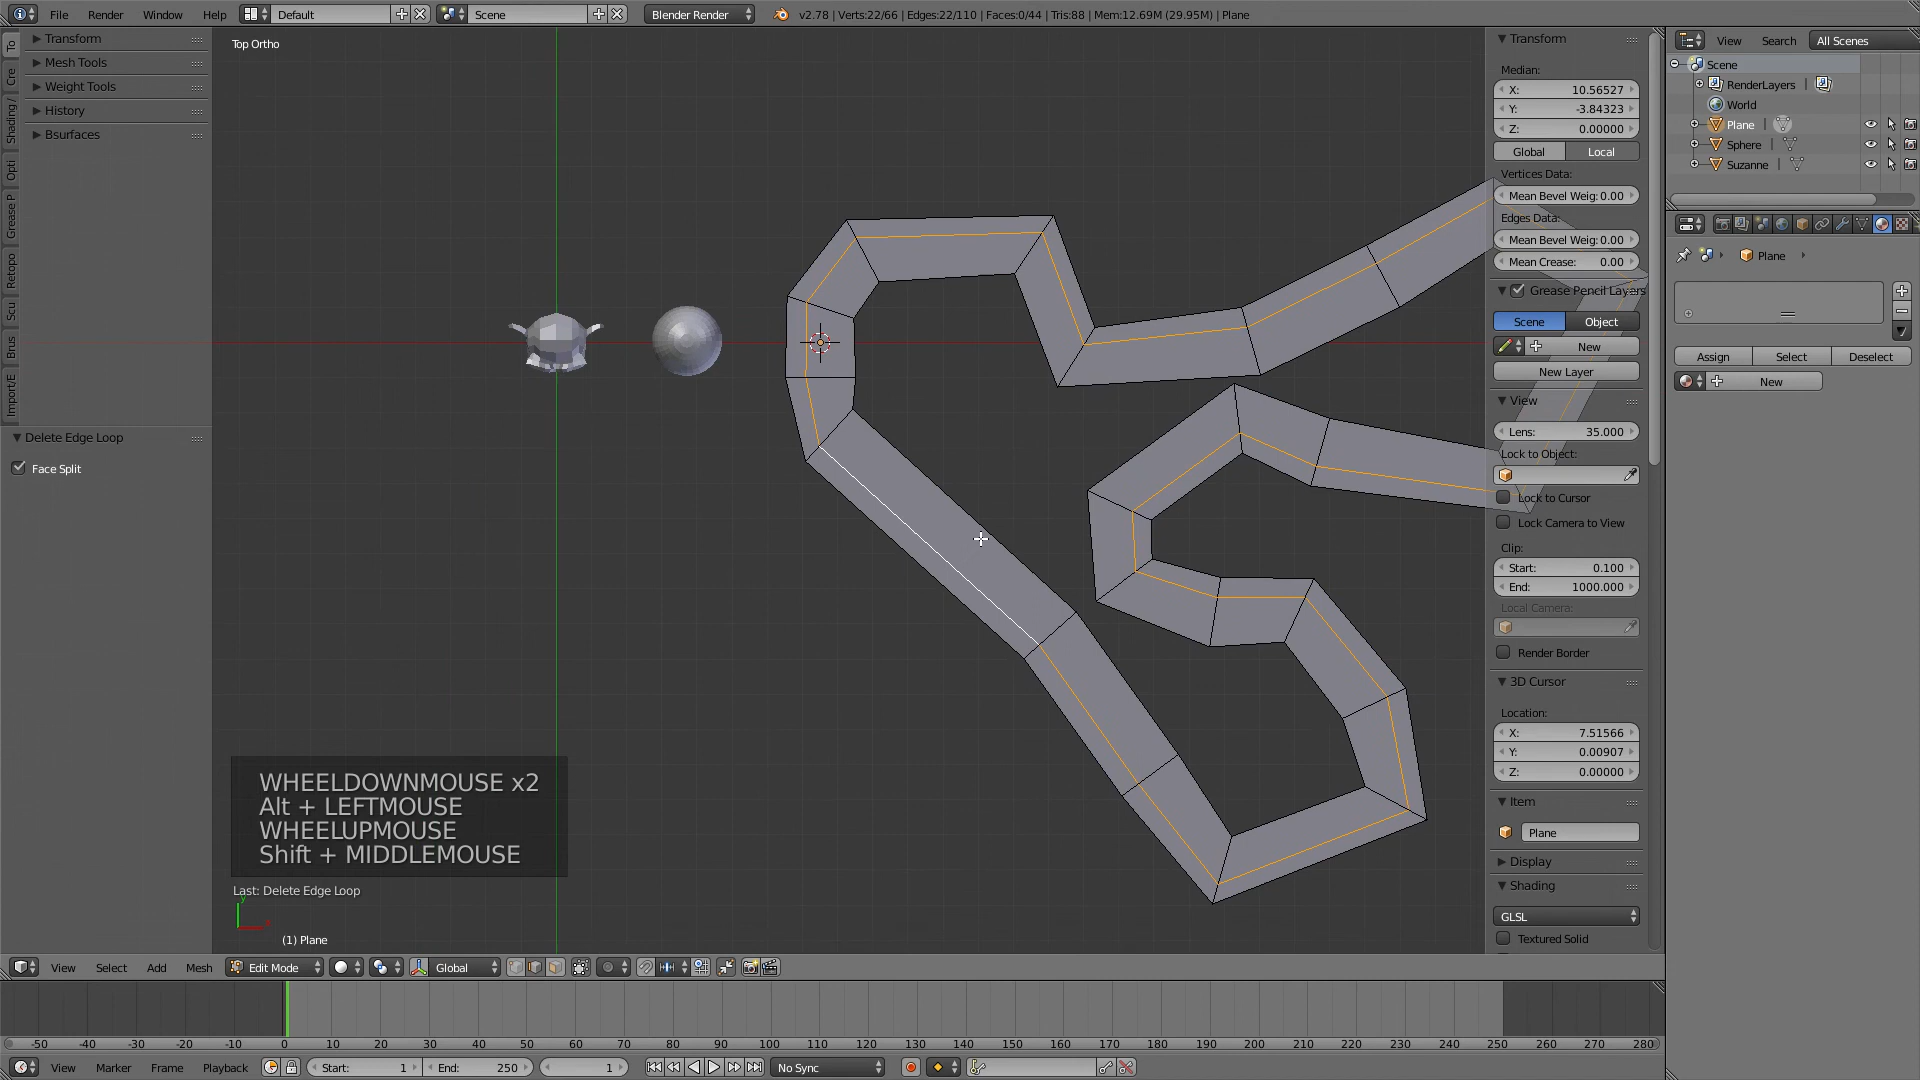 File Render Window Help Default Scene Blender Render v2.78 | Verts:22/66 | Edges:22/110 | Faces:0/44 | Tris:88 | Mem:12.69M (29.95M) | Plane
To
Cre
Shading /
Opti
Grease P
Retopo
Scu
Brus
Import/E
Transform
Mesh Tools
Weight Tools
History
Bsurfaces
Delete Edge Loop
Face Split
Top Ortho
WHEELDOWNMOUSE x2
Alt + LEFTMOUSE
WHEELUPMOUSE
Shift + MIDDLEMOUSE
Last: Delete Edge Loop
y
x
(1) Plane
Transform
Median:
X: 10.56527
Y: -3.84323
Z: 0.00000
Global Local
Vertices Data:
Mean Bevel Weig: 0.00
Edges Data:
Mean Bevel Weig: 0.00
Mean Crease: 0.00
Grease Pencil Layers
Scene Object
New
New Layer
View
Lens: 35.000
Lock to Object:
Lock to Cursor
Lock Camera to View
Clip:
Start: 0.100
End: 1000.000
Local Camera:
Render Border
3D Cursor
Location:
X: 7.51566
Y: 0.00907
Z: 0.00000
Item
Plane
Display
Shading
GLSL
Textured Solid
View Search All Scenes
Scene
RenderLayers |
World
Plane |
Sphere |
Suzanne |
Plane
Assign Select Deselect
New
View Select Add Mesh Edit Mode Global
-50 -40 -30 -20 -10 0 10 20 30 40 50 60 70 80 90 100 110 120 130 140 150 160 170 180 190 200 210 220 230 240 250 260 270 280
View Marker Frame Playback Start: 1 End: 250 1 No Sync